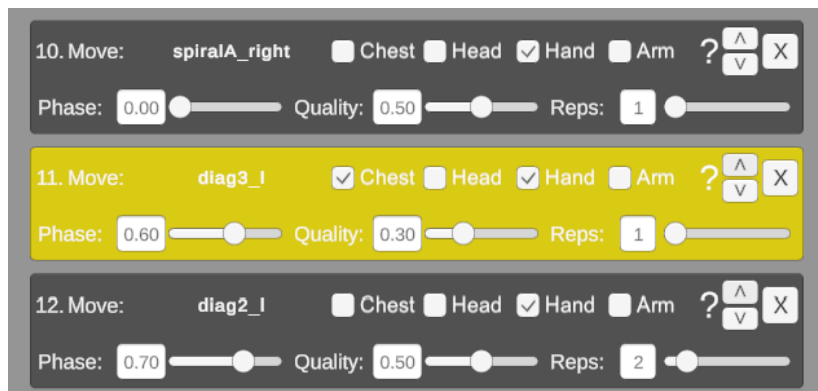 10. Move: spiralA_right Chest Head Hand Arm ? ^ v X
Phase: 0.00 Quality: 0.50 Reps: 1
11. Move: diag3_l Chest Head Hand Arm ? ^ v X
Phase: 0.60 Quality: 0.30 Reps: 1
12. Move: diag2_l Chest Head Hand Arm ? ^ v X
Phase: 0.70 Quality: 0.50 Reps: 2